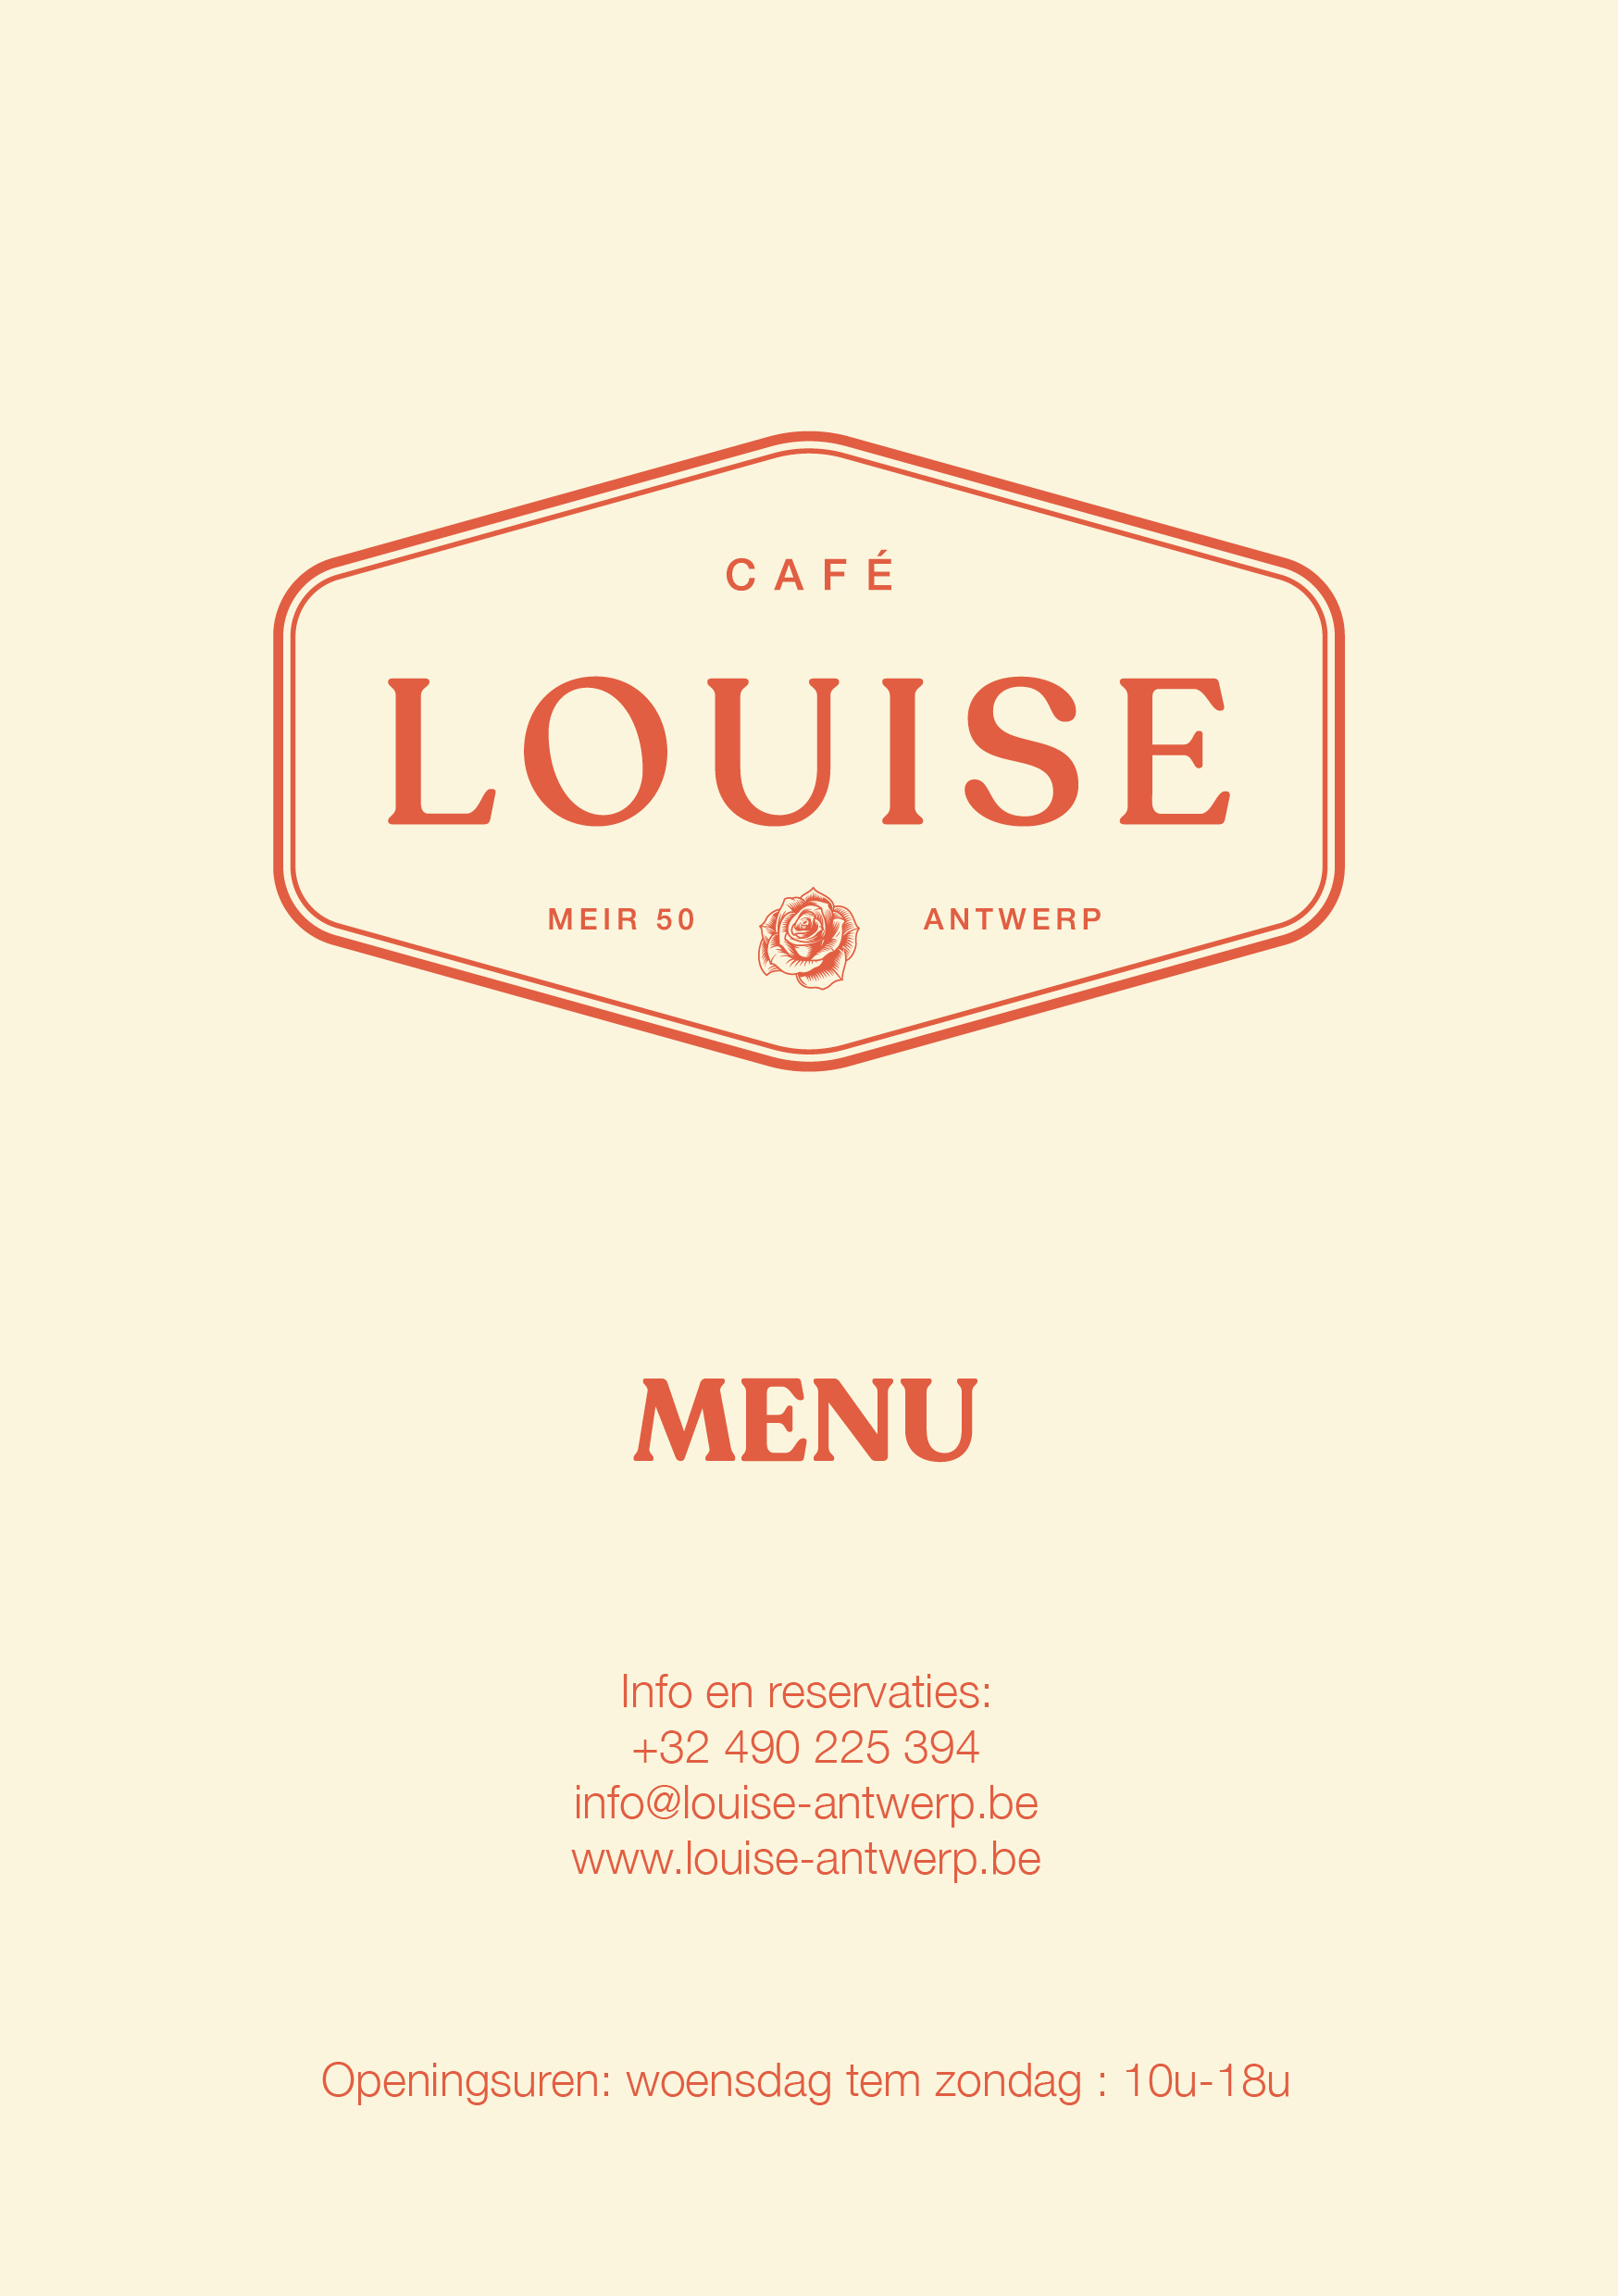 CAFÉ
LOUISE
MEIR 50 ANTWERP
MENU
Info en reservaties:
+32 490 225 394
info@louise-antwerp.be
www.louise-antwerp.be
Openingsuren: woensdag tem zondag : 10u-18u